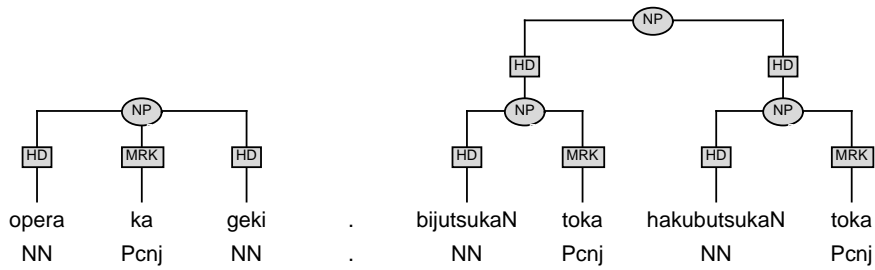 NP
HD HD
NP NP NP
HD MRK HD HD MRK HD MRK
opera ka geki . bijutsukaN toka hakubutsukaN toka
NN Pcnj NN . NN Pcnj NN Pcnj